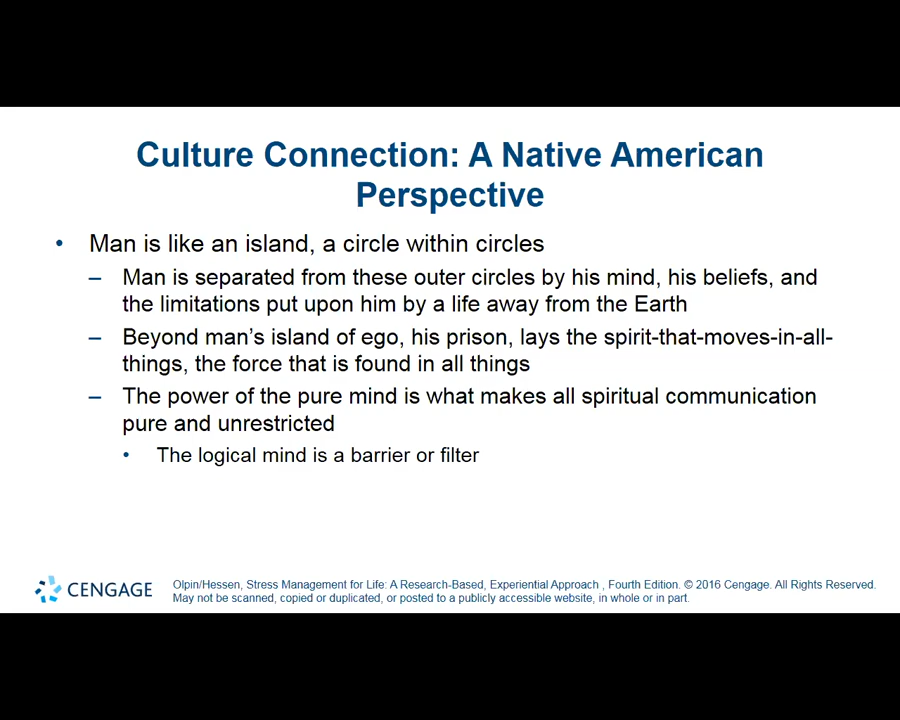 Culture Connection: A Native American
Perspective
• Man is like an island, a circle within circles
– Man is separated from these outer circles by his mind, his beliefs, and
the limitations put upon him by a life away from the Earth
– Beyond man's island of ego, his prison, lays the spirit-that-moves-in-all-
things, the force that is found in all things
– The power of the pure mind is what makes all spiritual communication
pure and unrestricted
• The logical mind is a barrier or filter
CENGAGE
Olpin/Hessen, Stress Management for Life: A Research-Based, Experiential Approach , Fourth Edition. © 2016 Cengage. All Rights Reserved.
May not be scanned, copied or duplicated, or posted to a publicly accessible website, in whole or in part.